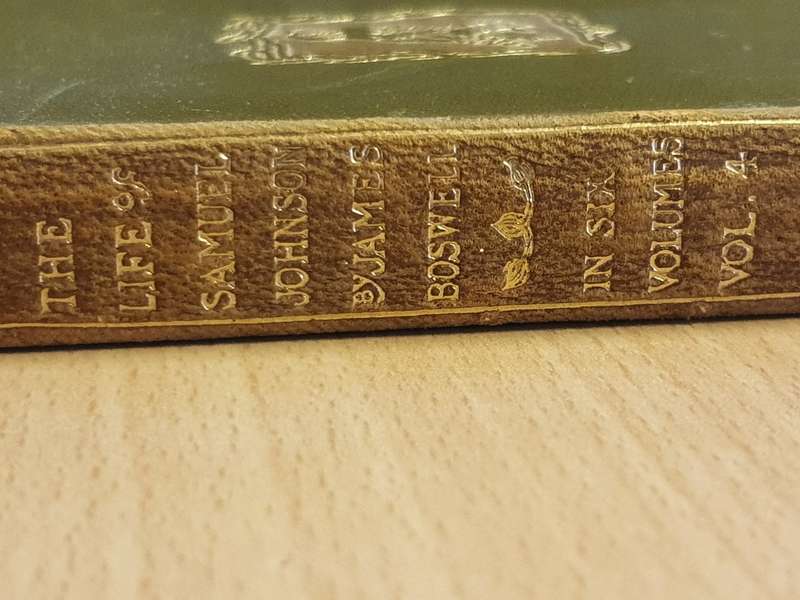 THE
LIFE of
SAMUEL
JOHNSON
BY JAMES
BOSWELL
IN SIX
VOLUMES
VOL. 4